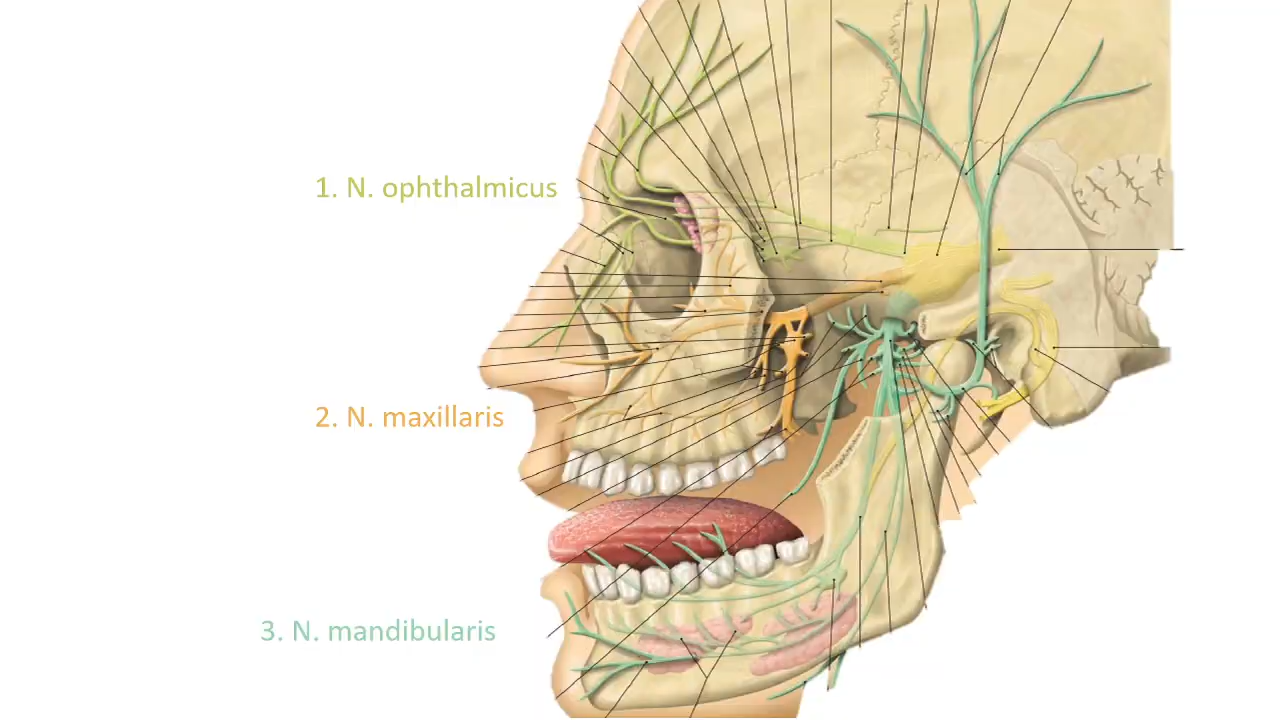 1. N. ophthalmicus
2. N. maxillaris
3. N. mandibularis